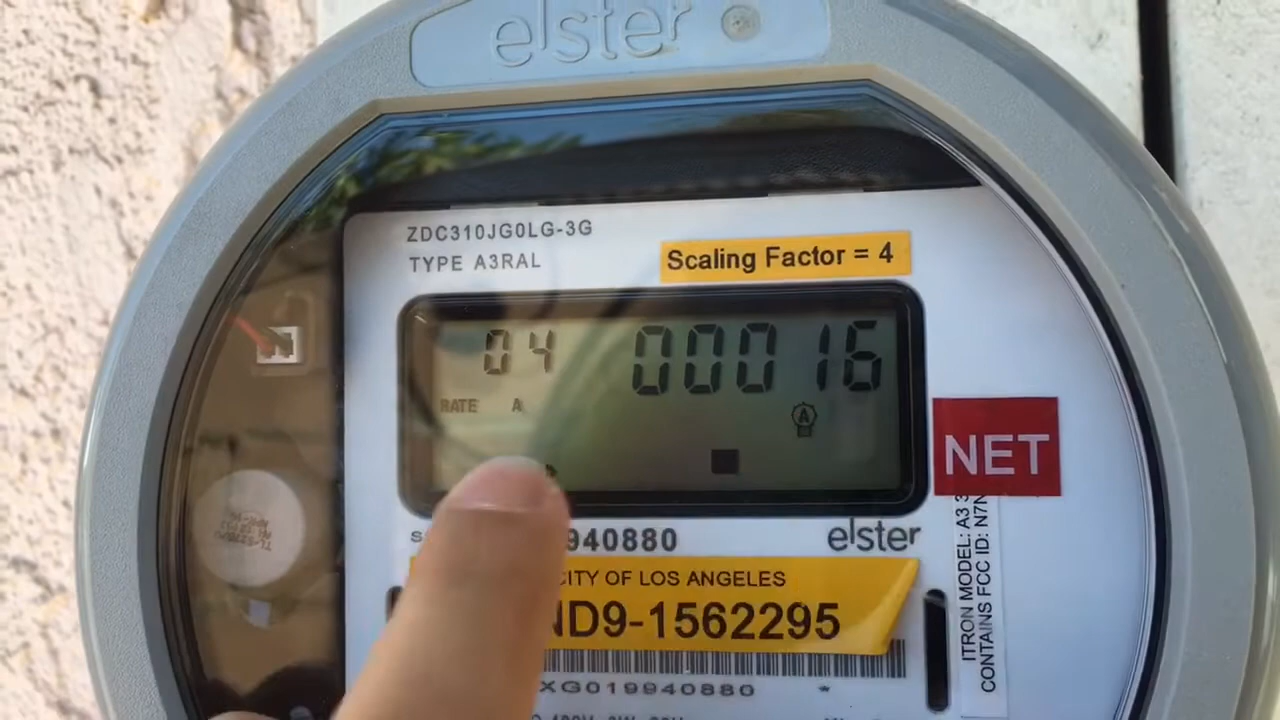 elster
ZDC310JG0LG-3G
TYPE A3RAL
Scaling Factor = 4
04 00016
RATE A
A
NET
940880
elster
CITY OF LOS ANGELES
ND9-1562295
XG019940880 *
ITRON MODEL: A3
CONTAINS FCC ID: N7N